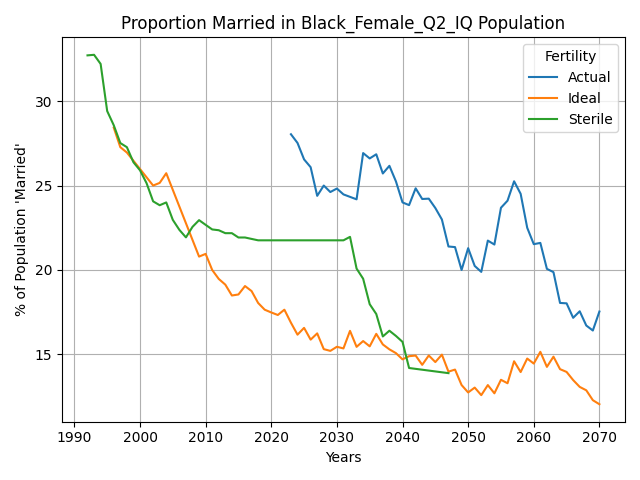 Proportion Married in Black_Female_Q2_IQ Population
Fertility
Actual
Ideal
Sterile
% of Population 'Married'
30
25
20
15
1990 2000 2010 2020 2030 2040 2050 2060 2070
Years